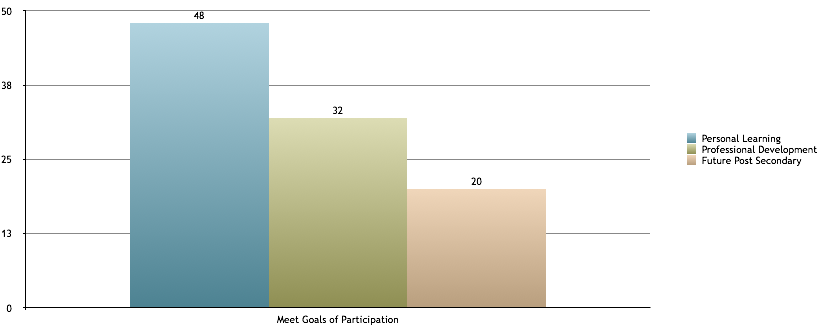 50
48
38
32
25
20
13
0
Meet Goals of Participation
Personal Learning
Professional Development
Future Post Secondary